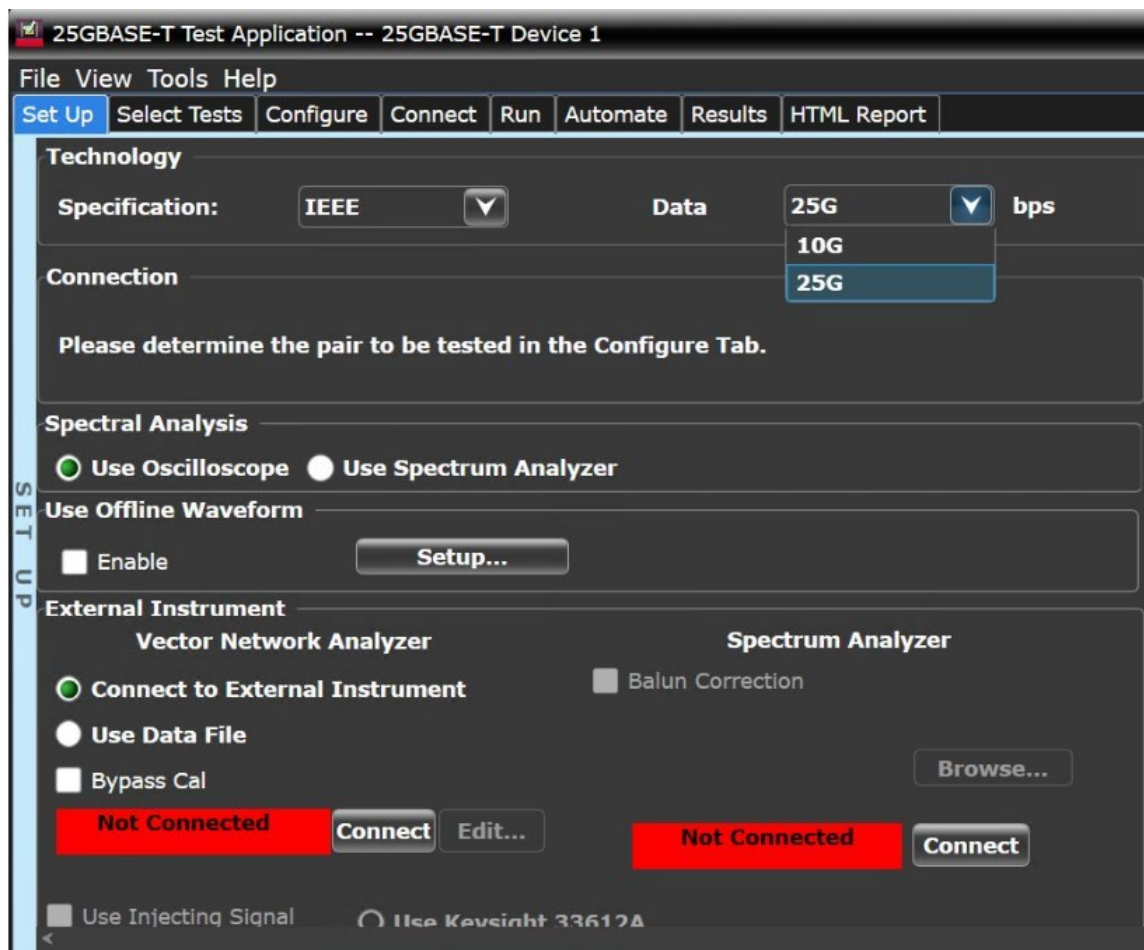 25GBASE-T Test Application -- 25GBASE-T Device 1
File View Tools Help
Set Up Select Tests Configure Connect Run Automate Results HTML Report
Technology
Specification: IEEE Data 25G bps
10G
25G
Connection
Please determine the pair to be tested in the Configure Tab.
Spectral Analysis
Use Oscilloscope Use Spectrum Analyzer
SET UP
Use Offline Waveform
Enable Setup...
External Instrument
Vector Network Analyzer Spectrum Analyzer
Connect to External Instrument Balun Correction
Use Data File
Browse...
Bypass Cal
Not Connected Connect Edit... Not Connected Connect
Use Injecting Signal Use Keysight 33612A